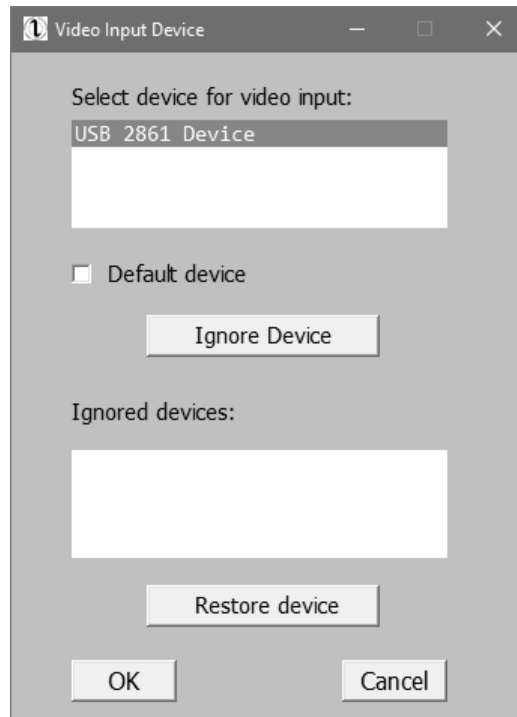 Video Input Device
Select device for video input:
USB 2861 Device
Default device
Ignore Device
Ignored devices:
Restore device
OK Cancel